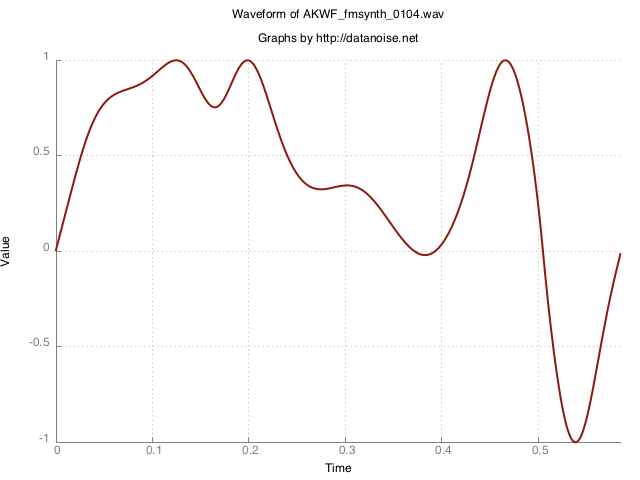 Waveform of AKWF_fmsynth_0104.wav
Graphs by http://datanoise.net
1
0.5
0
-0.5
-1
Value
0 0.1 0.2 0.3 0.4 0.5
Time